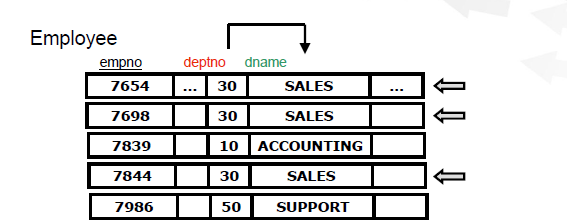 Employee
empno deptno dname
7654 ... 30 SALES ...
7698 30 SALES
7839 10 ACCOUNTING
7844 30 SALES
7986 50 SUPPORT